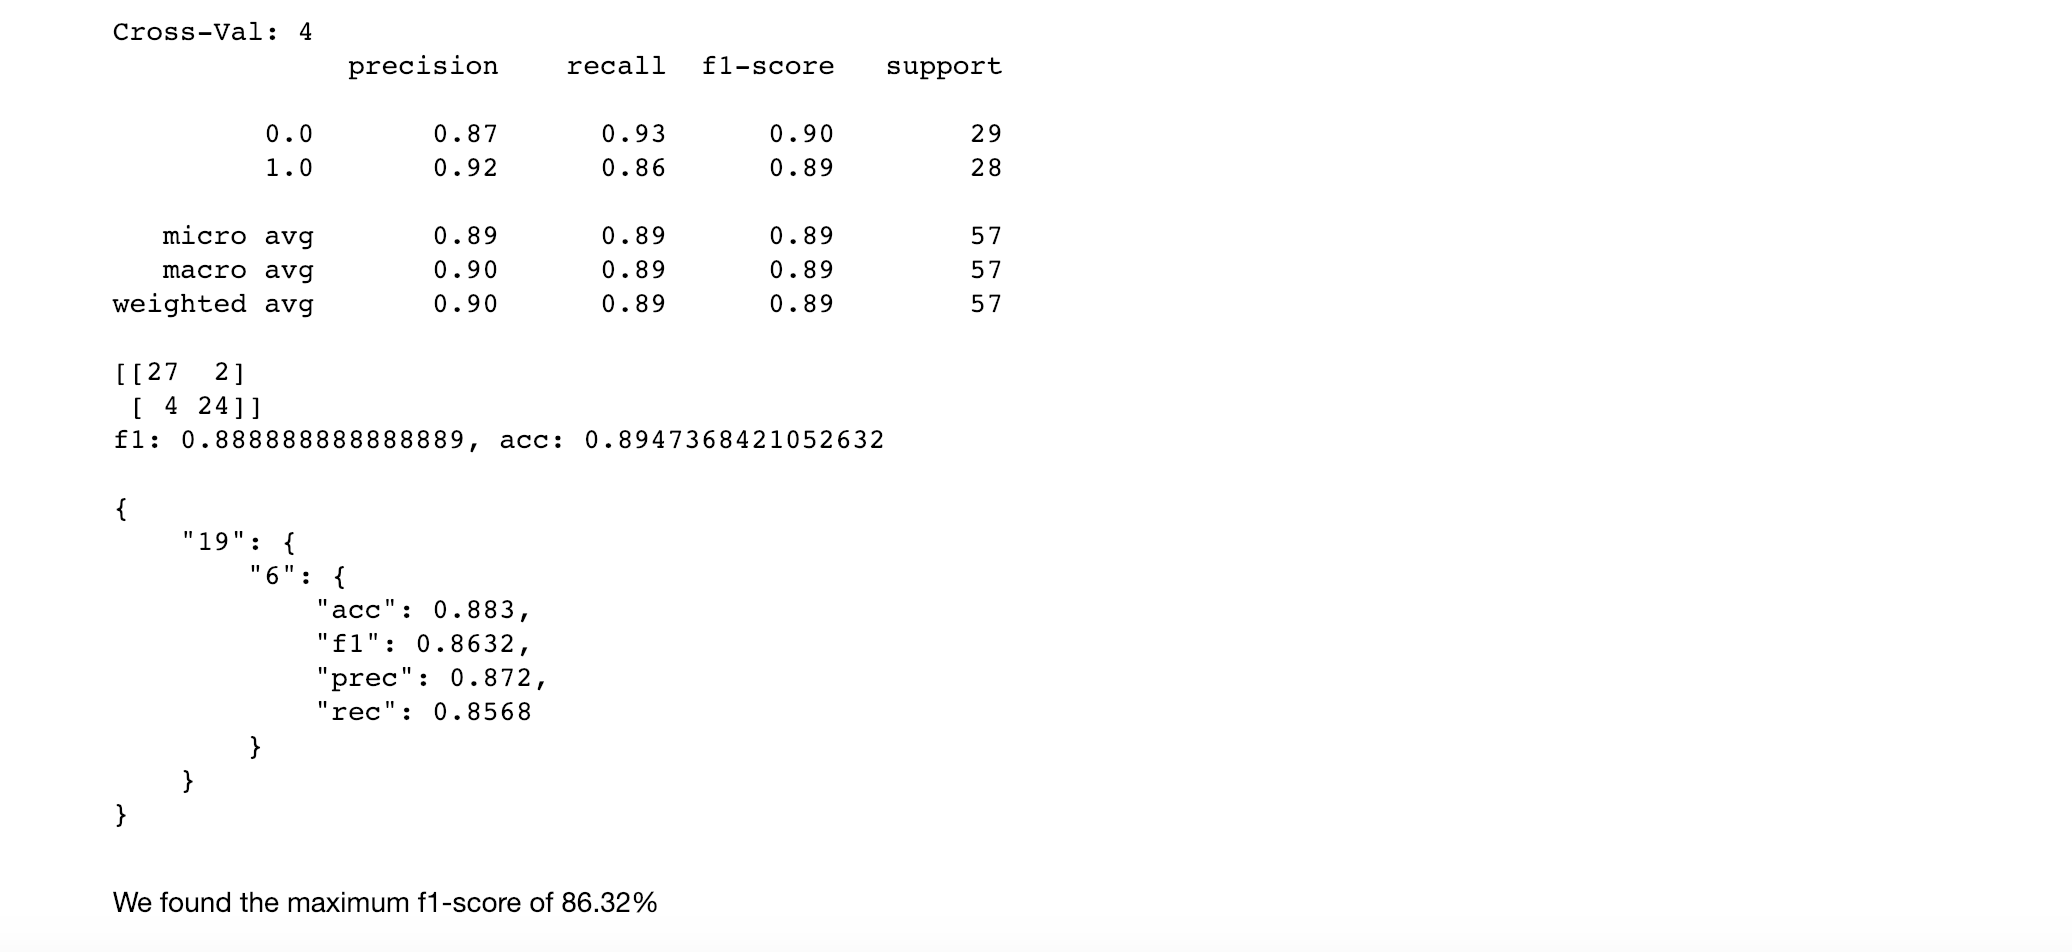 Cross-Val: 4
              precision    recall  f1-score   support

         0.0       0.87      0.93      0.90        29
         1.0       0.92      0.86      0.89        28

   micro avg       0.89      0.89      0.89        57
   macro avg       0.90      0.89      0.89        57
weighted avg       0.90      0.89      0.89        57

[[27  2]
 [ 4 24]]
f1: 0.888888888888889, acc: 0.8947368421052632

{
    "19": {
        "6": {
            "acc": 0.883,
            "f1": 0.8632,
            "prec": 0.872,
            "rec": 0.8568
        }
    }
}

We found the maximum f1-score of 86.32%